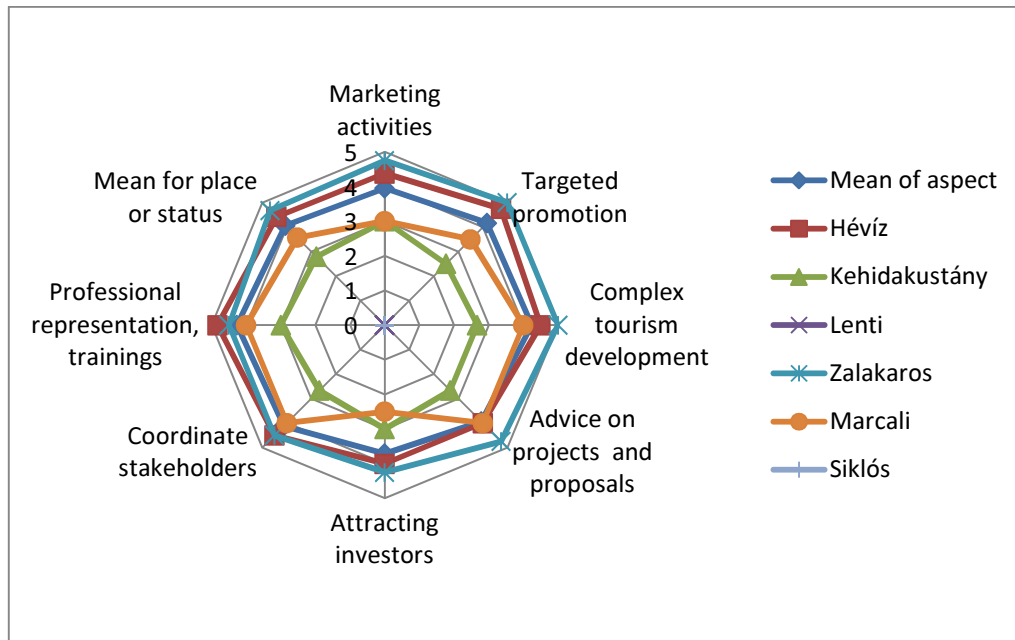 Marketing
activities
Mean for place
or status
Targeted
promotion
5
4
3
2
1
0
Professional
representation,
trainings
Complex
tourism
development
Coordinate
stakeholders
Advice on
projects and
proposals
Attracting
investors
Mean of aspect
Hévíz
Kehidakustány
Lenti
Zalakaros
Marcali
Siklós